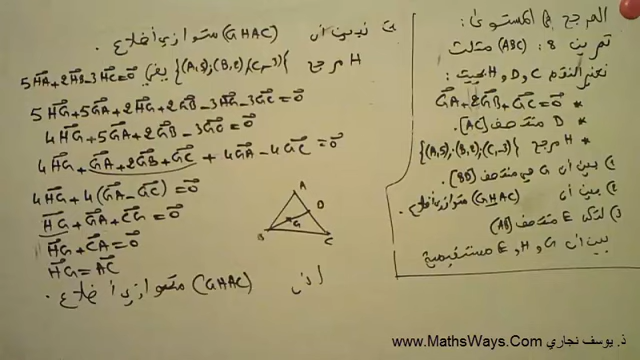 المرجح في المستوى:
تمرين 8: (ABC) مثلث
نعتبر النقط C و D و H بحيث:
* GA+2GB+GC=0
* D منتصف [AC].
* H مرجح {(A,5);(B,2);(C,-3)}
1) بين أن G هي منتصف [BD].
2) بين أن (GHAC) متوازي أضلاع.
3) لتكن E منتصف (AB)
بين أن G و H و E مستقيمية
نبين أن (GHAC) متوازي أضلاع.
H مرجح {(A,5);(B,2);(C,-3)} يعني 5HA+2HB-3HC=0
5HG+5GA+2HG+2GB-3HG-3GC=0
4HG+5GA+2GB-3GC=0
4HG+GA+2GB+GC+4GA-4GC=0
4HG+4(GA-GC)=0
HG+GA+CG=0
HG+CA=0
HG=AC
إذن (GHAC) متوازي أضلاع.
A
D
G
B
C
ذ. يوسف نجاري www.MathsWays.Com